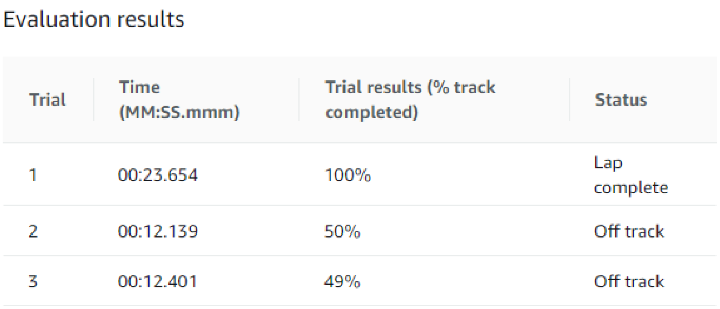 Evaluation results
Trial
Time
(MM:SS.mmm)
Trial results (% track
completed)
Status
1 00:23.654 100% Lap
complete
2 00:12.139 50% Off track
3 00:12.401 49% Off track